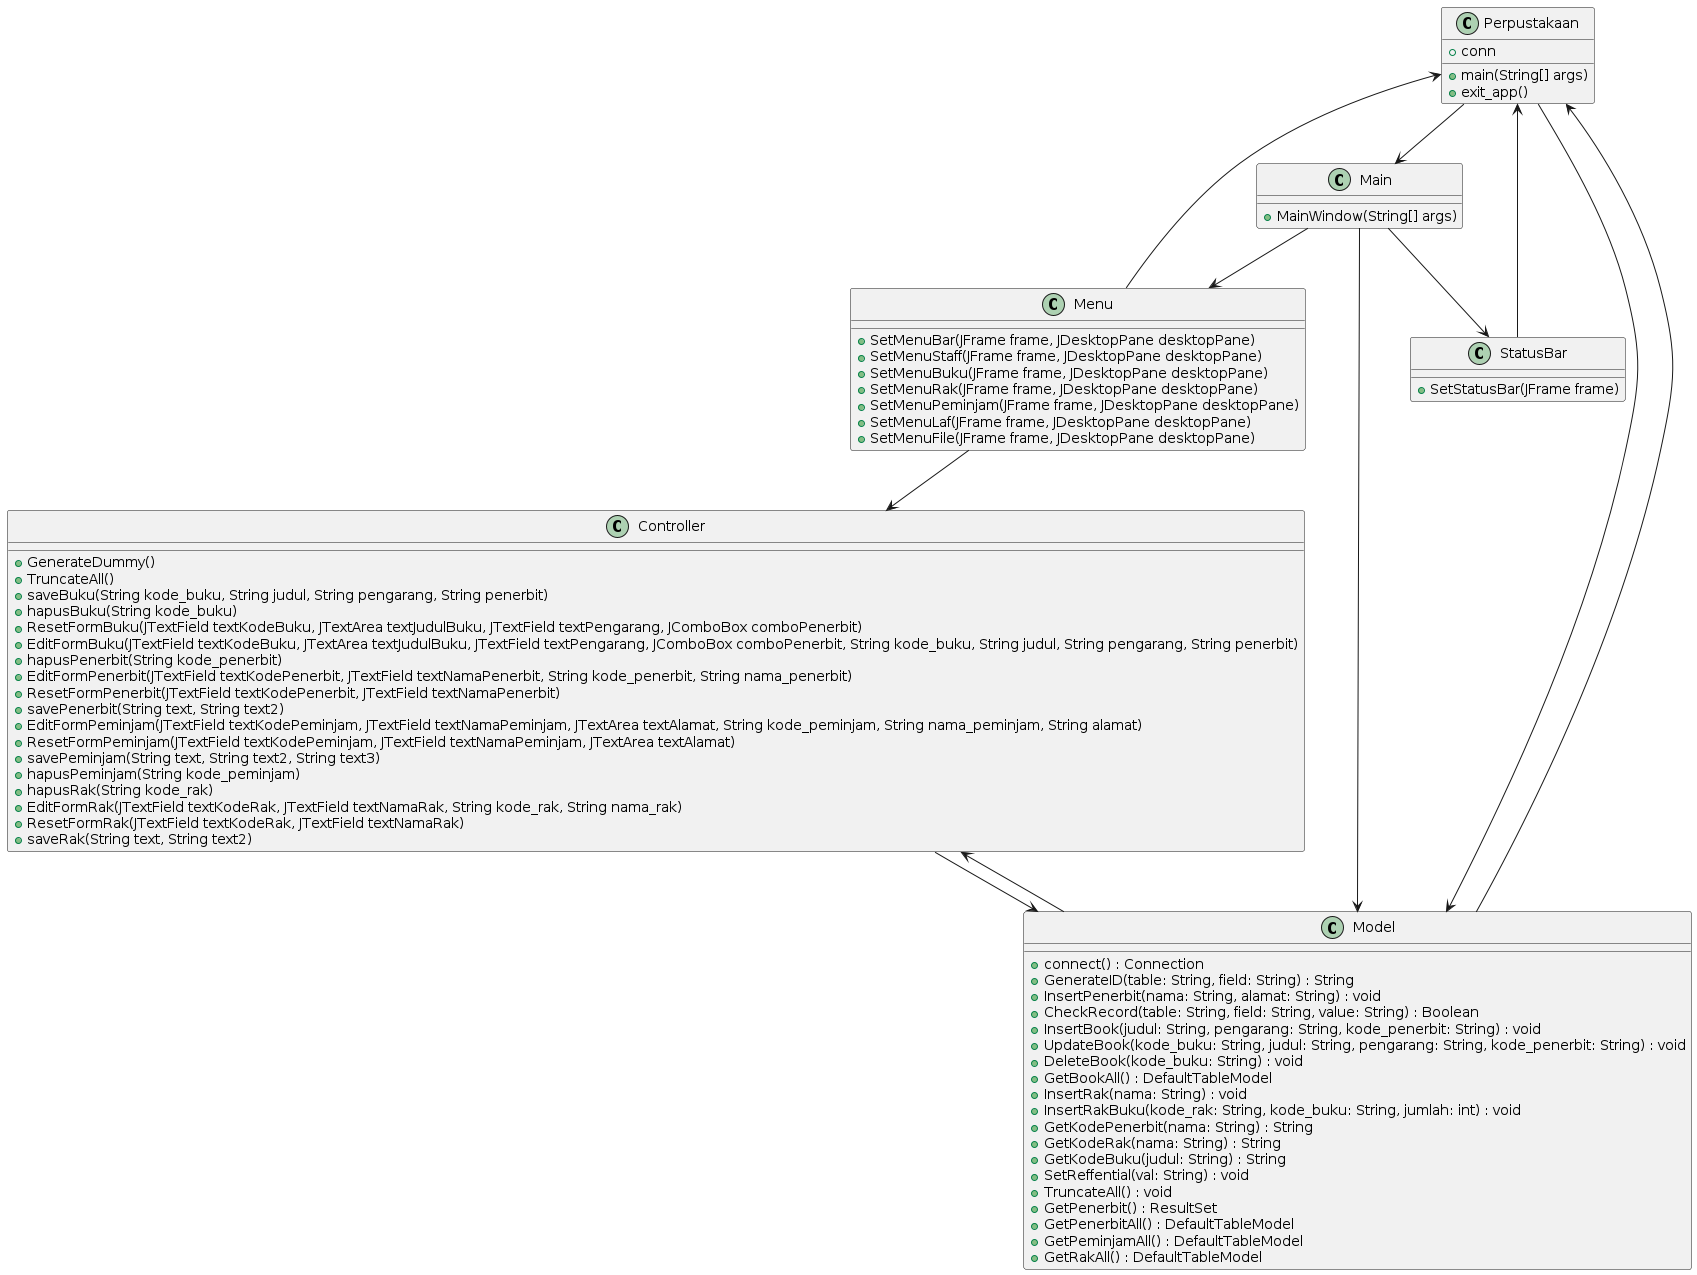 C Perpustakaan
conn
main(String[] args)
exit_app()
C Main
MainWindow(String[] args)
C Menu
SetMenuBar(JFrame frame, JDesktopPane desktopPane)
SetMenuStaff(JFrame frame, JDesktopPane desktopPane)
SetMenuBuku(JFrame frame, JDesktopPane desktopPane)
SetMenuRak(JFrame frame, JDesktopPane desktopPane)
SetMenuPeminjam(JFrame frame, JDesktopPane desktopPane)
SetMenuLaf(JFrame frame, JDesktopPane desktopPane)
SetMenuFile(JFrame frame, JDesktopPane desktopPane)
C StatusBar
SetStatusBar(JFrame frame)
C Controller
GenerateDummy()
TruncateAll()
saveBuku(String kode_buku, String judul, String pengarang, String penerbit)
hapusBuku(String kode_buku)
ResetFormBuku(JTextField textKodeBuku, JTextArea textJudulBuku, JTextField textPengarang, JComboBox comboPenerbit)
EditFormBuku(JTextField textKodeBuku, JTextArea textJudulBuku, JTextField textPengarang, JComboBox comboPenerbit, String kode_buku, String judul, String pengarang, String penerbit)
hapusPenerbit(String kode_penerbit)
EditFormPenerbit(JTextField textKodePenerbit, JTextField textNamaPenerbit, String kode_penerbit, String nama_penerbit)
ResetFormPenerbit(JTextField textKodePenerbit, JTextField textNamaPenerbit)
savePenerbit(String text, String text2)
EditFormPeminjam(JTextField textKodePeminjam, JTextField textNamaPeminjam, JTextArea textAlamat, String kode_peminjam, String nama_peminjam, String alamat)
ResetFormPeminjam(JTextField textKodePeminjam, JTextField textNamaPeminjam, JTextArea textAlamat)
savePeminjam(String text, String text2, String text3)
hapusPeminjam(String kode_peminjam)
hapusRak(String kode_rak)
EditFormRak(JTextField textKodeRak, JTextField textNamaRak, String kode_rak, String nama_rak)
ResetFormRak(JTextField textKodeRak, JTextField textNamaRak)
saveRak(String text, String text2)
C Model
connect() : Connection
GenerateID(table: String, field: String) : String
InsertPenerbit(nama: String, alamat: String) : void
CheckRecord(table: String, field: String, value: String) : Boolean
InsertBook(judul: String, pengarang: String, kode_penerbit: String) : void
UpdateBook(kode_buku: String, judul: String, pengarang: String, kode_penerbit: String) : void
DeleteBook(kode_buku: String) : void
GetBookAll() : DefaultTableModel
InsertRak(nama: String) : void
InsertRakBuku(kode_rak: String, kode_buku: String, jumlah: int) : void
GetKodePenerbit(nama: String) : String
GetKodeRak(nama: String) : String
GetKodeBuku(judul: String) : String
SetReffential(val: String) : void
TruncateAll() : void
GetPenerbit() : ResultSet
GetPenerbitAll() : DefaultTableModel
GetPeminjamAll() : DefaultTableModel
GetRakAll() : DefaultTableModel